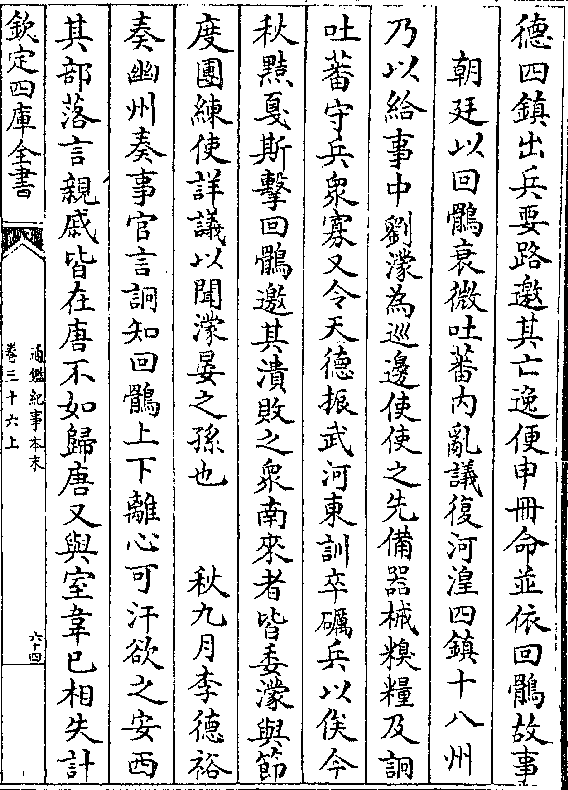 德四鎮出兵要路邀其亡逸便申冊命並依回鶻故事
朝廷以回鶻衰微吐蕃内亂議復河湟四鎮十八州
乃以給事中劉濛為巡邊使使之先備器械糗糧及詗
吐蕃守兵衆寡又令天德振武河東訓卒礪兵以俟今
秋黠戛斯擊回鶻邀其潰敗之衆南來者皆委濛與節
度團練使詳議以聞濛晏之孫也　秋九月李德裕
奏幽州奏事官言詗知回鶻上下離心可汗欲之安西
其部落言親戚皆在唐不如歸唐又與室韋已相失計
欽定四庫全書
通鑑紀事本末
卷三十六上
六十四